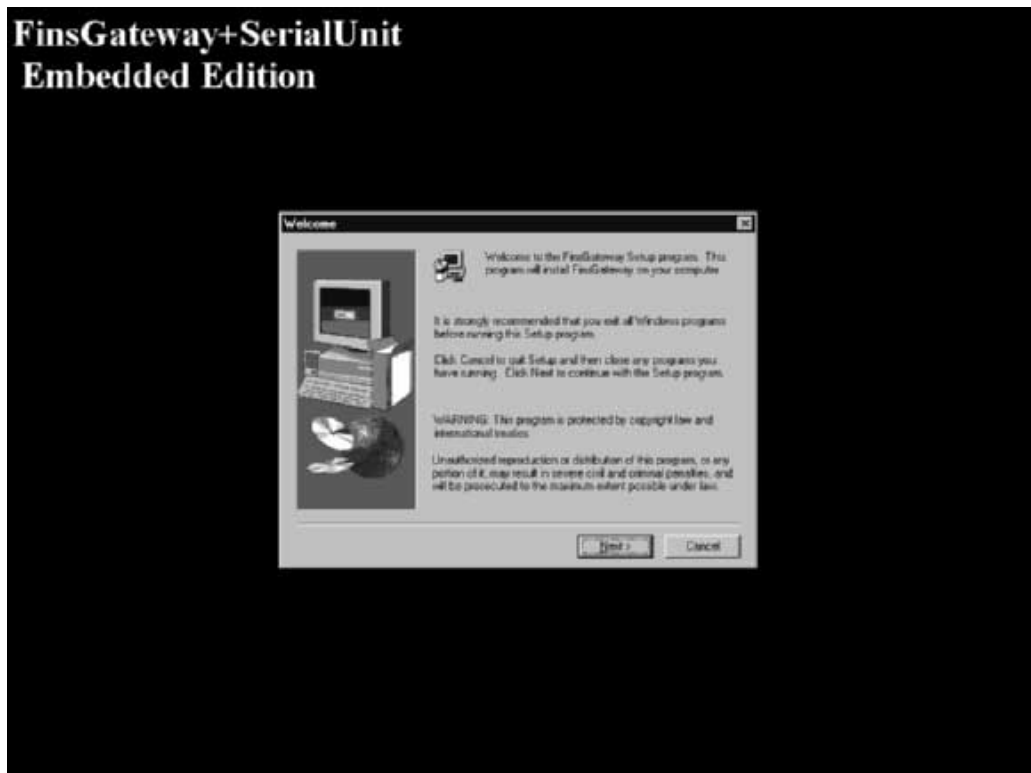 FinsGateway+SerialUnit
Embedded Edition
Welcome
Welcome to the FinsGateway Setup program. This
program will install FinsGateway on your computer.
It is strongly recommended that you exit all Windows programs
before running this Setup program.
Click Cancel to quit Setup and then close any programs you
have running. Click Next to continue with the Setup program.
WARNING: This program is protected by copyright law and
international treaties.
Unauthorized reproduction or distribution of this program, or any
portion of it, may result in severe civil and criminal penalties, and
will be prosecuted to the maximum extent possible under law.
Next >
Cancel